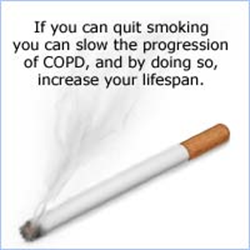 If you can quit smoking
you can slow the progression
of COPD, and by doing so,
increase your lifespan.